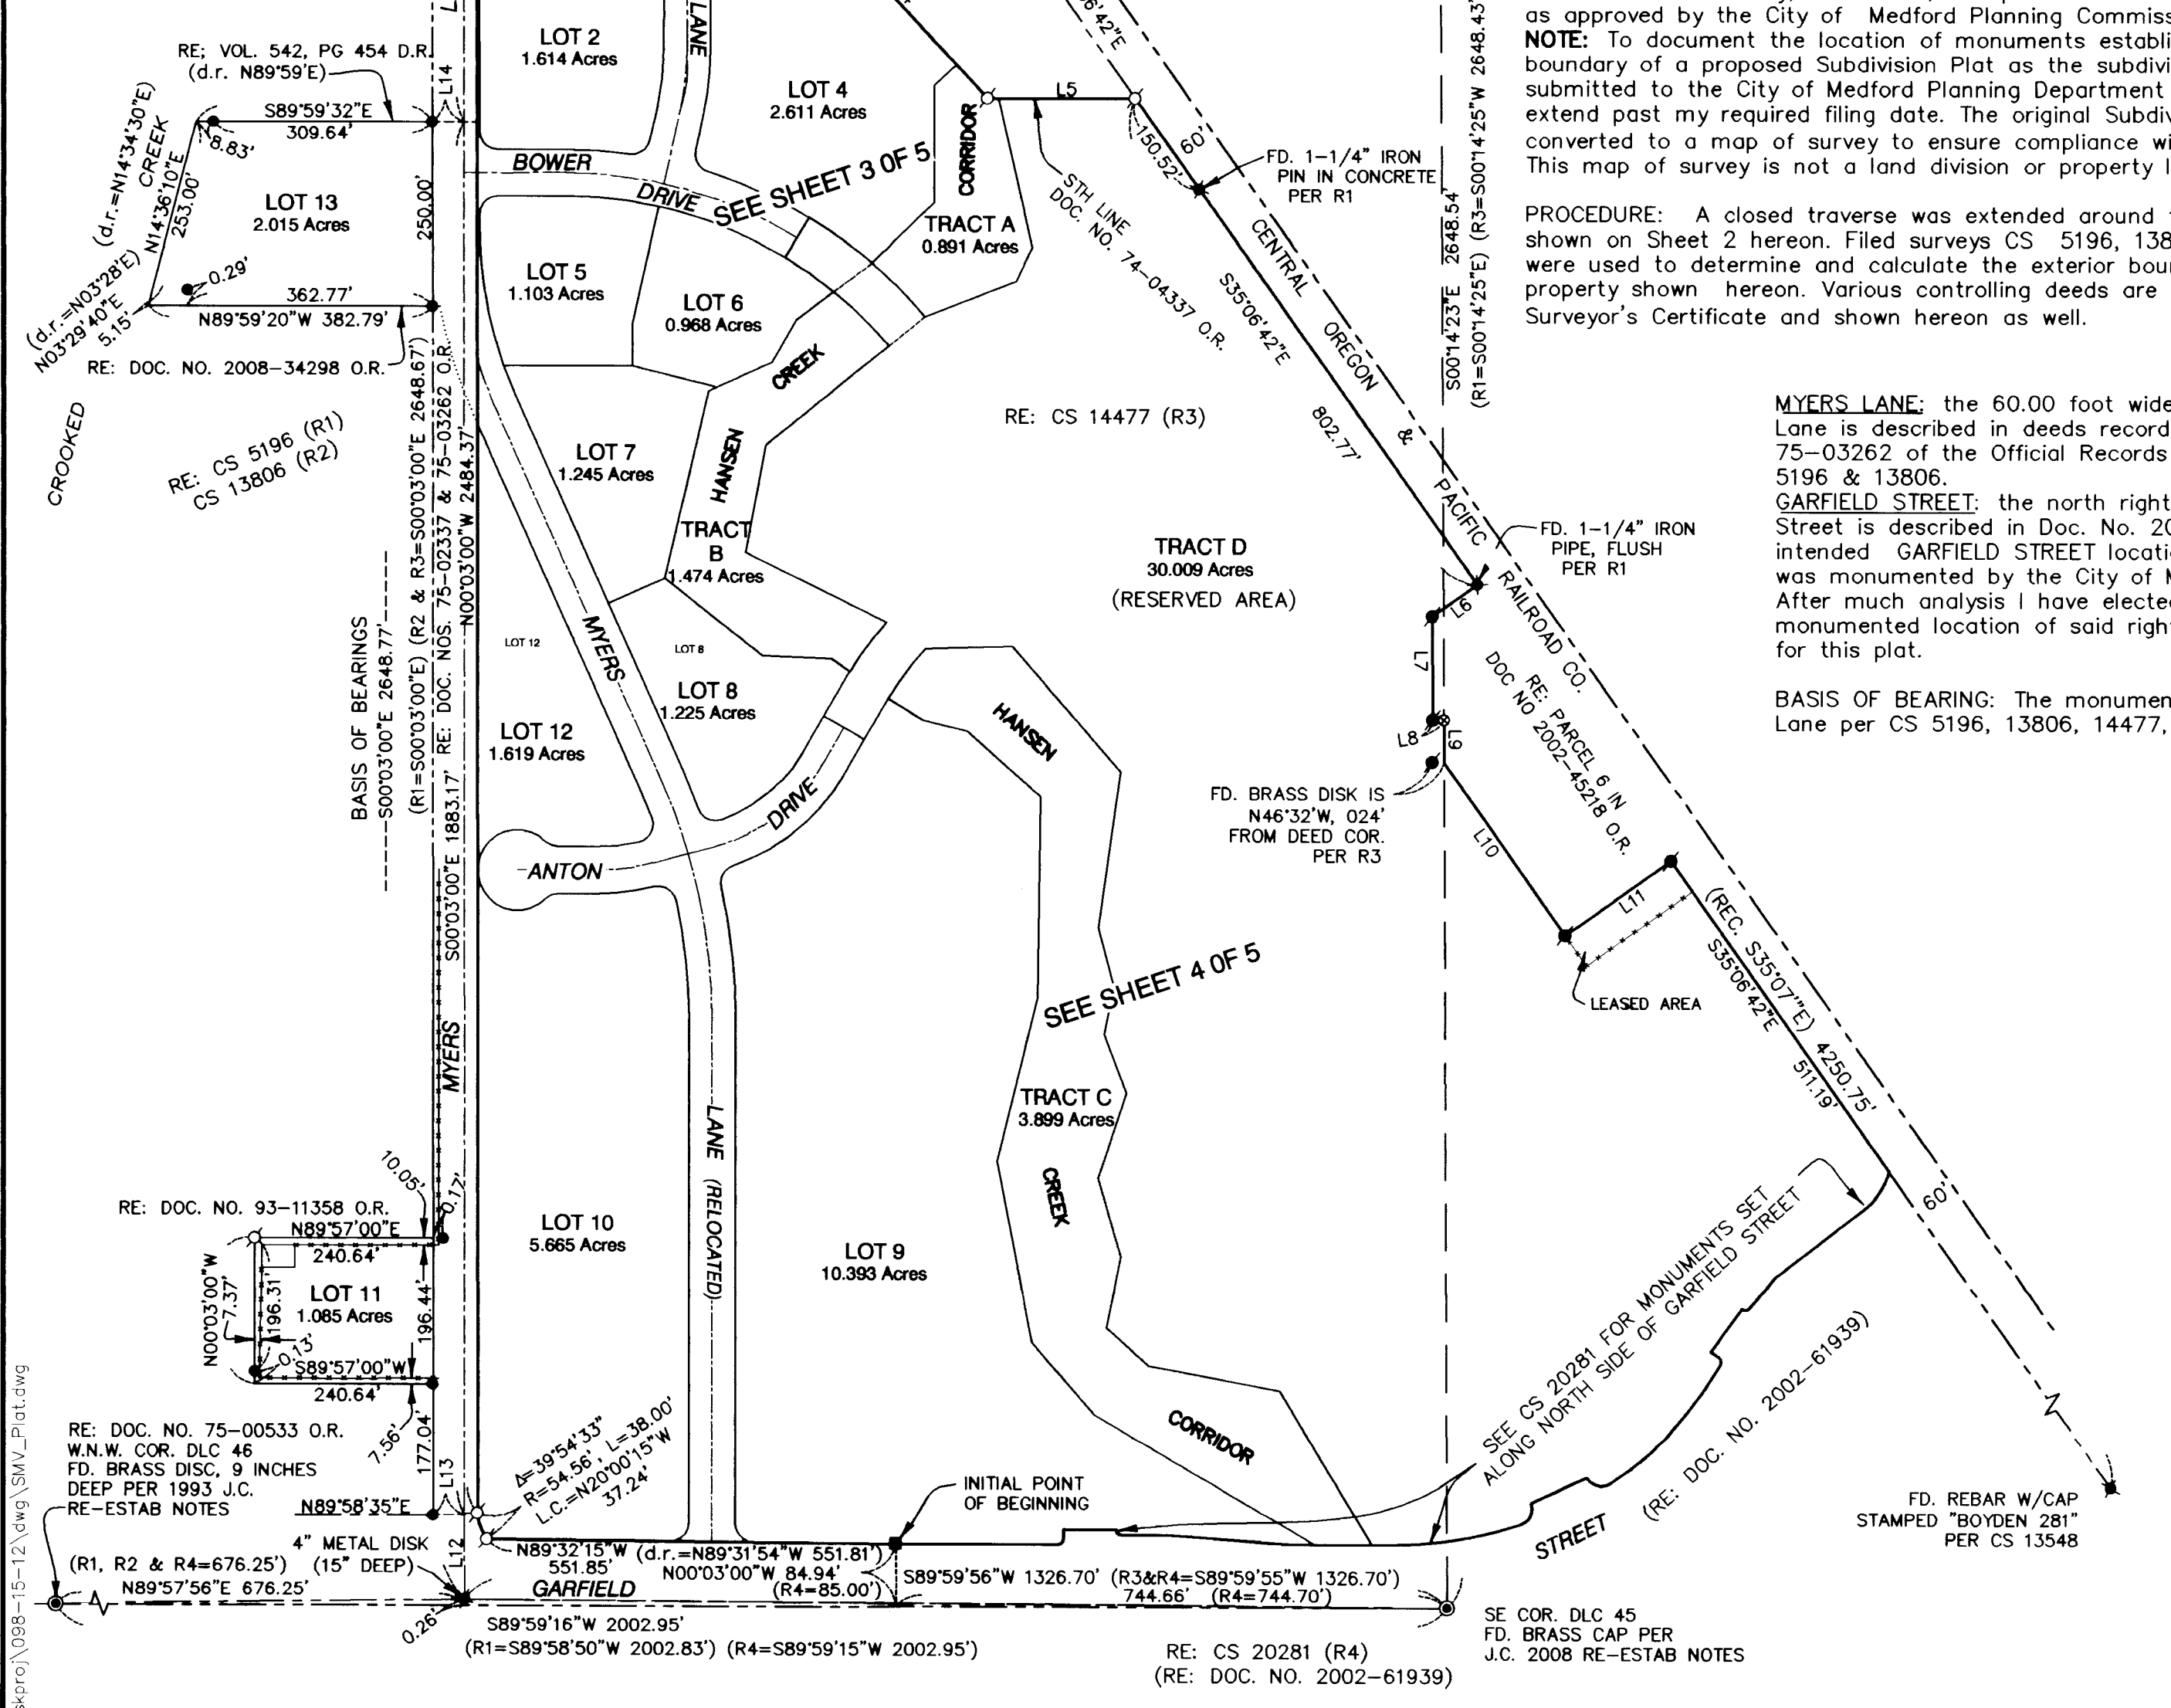 as approved by the City of Medford Planning Commiss
NOTE: To document the location of monuments establi
boundary of a proposed Subdivision Plat as the subdivi
submitted to the City of Medford Planning Department
extend past my required filing date. The original Subdiv
converted to a map of survey to ensure compliance wi
This map of survey is not a land division or property l
PROCEDURE: A closed traverse was extended around
shown on Sheet 2 hereon. Filed surveys CS 5196, 138
were used to determine and calculate the exterior bou
property shown hereon. Various controlling deeds are
Surveyor's Certificate and shown hereon as well.
MYERS LANE: the 60.00 foot wide
Lane is described in deeds record
75-03262 of the Official Records
5196 & 13806.
GARFIELD STREET: the north right
Street is described in Doc. No. 20
intended GARFIELD STREET locati
was monumented by the City of M
After much analysis I have electe
monumented location of said righ
for this plat.
BASIS OF BEARING: The monumen
Lane per CS 5196, 13806, 14477,
RE; VOL. 542, PG 454 D.R.
(d.r. N89°59'E)
S89°59'32"E
309.64'
8.83'
L14
(d.r.=N14°34'30"E)
CREEK
N14°36'10"E
253.00'
LOT 13
2.015 Acres
250.00'
0.29'
362.77'
N89°59'20"W 382.79'
(d.r.=N03°28'E)
N03°29'40"E
5.15'
RE: DOC. NO. 2008-34298 O.R.
CROOKED
RE: CS 5196 (R1)
CS 13806 (R2)
BASIS OF BEARINGS
S00°03'00"E 2648.77'
(R1=S00°03'00"E) (R2 & R3=S00°03'00"E 2648.67')
S00°03'00"E 1883.17' RE: DOC. NOS. 75-02337 & 75-03262 O.R.
N00°03'00"W 2484.37'
LANE
LOT 2
1.614 Acres
LOT 4
2.611 Acres
BOWER
DRIVE
SEE SHEET 3 OF 5
CORRIDOR
TRACT A
0.891 Acres
LOT 5
1.103 Acres
LOT 6
0.968 Acres
CREEK
HANSEN
LOT 7
1.245 Acres
TRACT
B
1.474 Acres
LOT 12
LOT 8
MYERS
LOT 8
1.225 Acres
LOT 12
1.619 Acres
ANTON
DRIVE
L5
STH LINE
DOC. NO. 74-04337 O.R.
6'42"E
150.52'
60'
FD. 1-1/4" IRON
PIN IN CONCRETE
PER R1
CENTRAL
OREGON
&
PACIFIC
RAILROAD CO.
S35°06'42"E
802.77'
S00°14'23"E 2648.54'
(R1=S00°14'25"E) (R3=S00°14'25"W 2648.43'
RE: CS 14477 (R3)
TRACT D
30.009 Acres
(RESERVED AREA)
FD. 1-1/4" IRON
PIPE, FLUSH
PER R1
L6
L7
L8
L9
RE: PARCEL 6 IN
DOC NO 2002-45218 O.R.
FD. BRASS DISK IS
N46°32'W, 024'
FROM DEED COR.
PER R3
L10
L11
LEASED AREA
(REC. S35°07'"E) 4250.75'
S35°06'42"E
511.19'
60'
HANSEN
SEE SHEET 4 OF 5
TRACT C
3.899 Acres
CREEK
CORRIDOR
MYERS
LANE (RELOCATED)
LOT 10
5.665 Acres
LOT 9
10.393 Acres
10.05'
0.17'
RE: DOC. NO. 93-11358 O.R.
N89°57'00"E
240.64'
N00°03'00"W
7.37'
196.31'
LOT 11
1.085 Acres
196.44'
0.13'
S89°57'00"W
240.64'
7.56'
177.04'
RE: DOC. NO. 75-00533 O.R.
W.N.W. COR. DLC 46
FD. BRASS DISC, 9 INCHES
DEEP PER 1993 J.C.
RE-ESTAB NOTES
N89°58'35"E
L13
Δ=39°54'33"
R=54.56', L=38.00'
L.C.=N20°00'15"W
37.24'
4" METAL DISK
(15" DEEP)
L12
(R1, R2 & R4=676.25')
N89°57'56"E 676.25'
0.26'
N89°32'15"W (d.r.=N89°31'54"W 551.81')
551.85'
GARFIELD
N00°03'00"W 84.94'
(R4=85.00')
INITIAL POINT
OF BEGINNING
S89°59'56"W 1326.70' (R3&R4=S89°59'55"W 1326.70')
744.66' (R4=744.70')
S89°59'16"W 2002.95'
(R1=S89°58'50"W 2002.83') (R4=S89°59'15"W 2002.95')
RE: CS 20281 (R4)
(RE: DOC. NO. 2002-61939)
SEE CS 20281 FOR MONUMENTS SET
ALONG NORTH SIDE OF GARFIELD STREET
STREET
(RE: DOC. NO. 2002-61939)
SE COR. DLC 45
FD. BRASS CAP PER
J.C. 2008 RE-ESTAB NOTES
FD. REBAR W/CAP
STAMPED "BOYDEN 281"
PER CS 13548
skproj\098-15-12\dwg\SMV_Plat.dwg